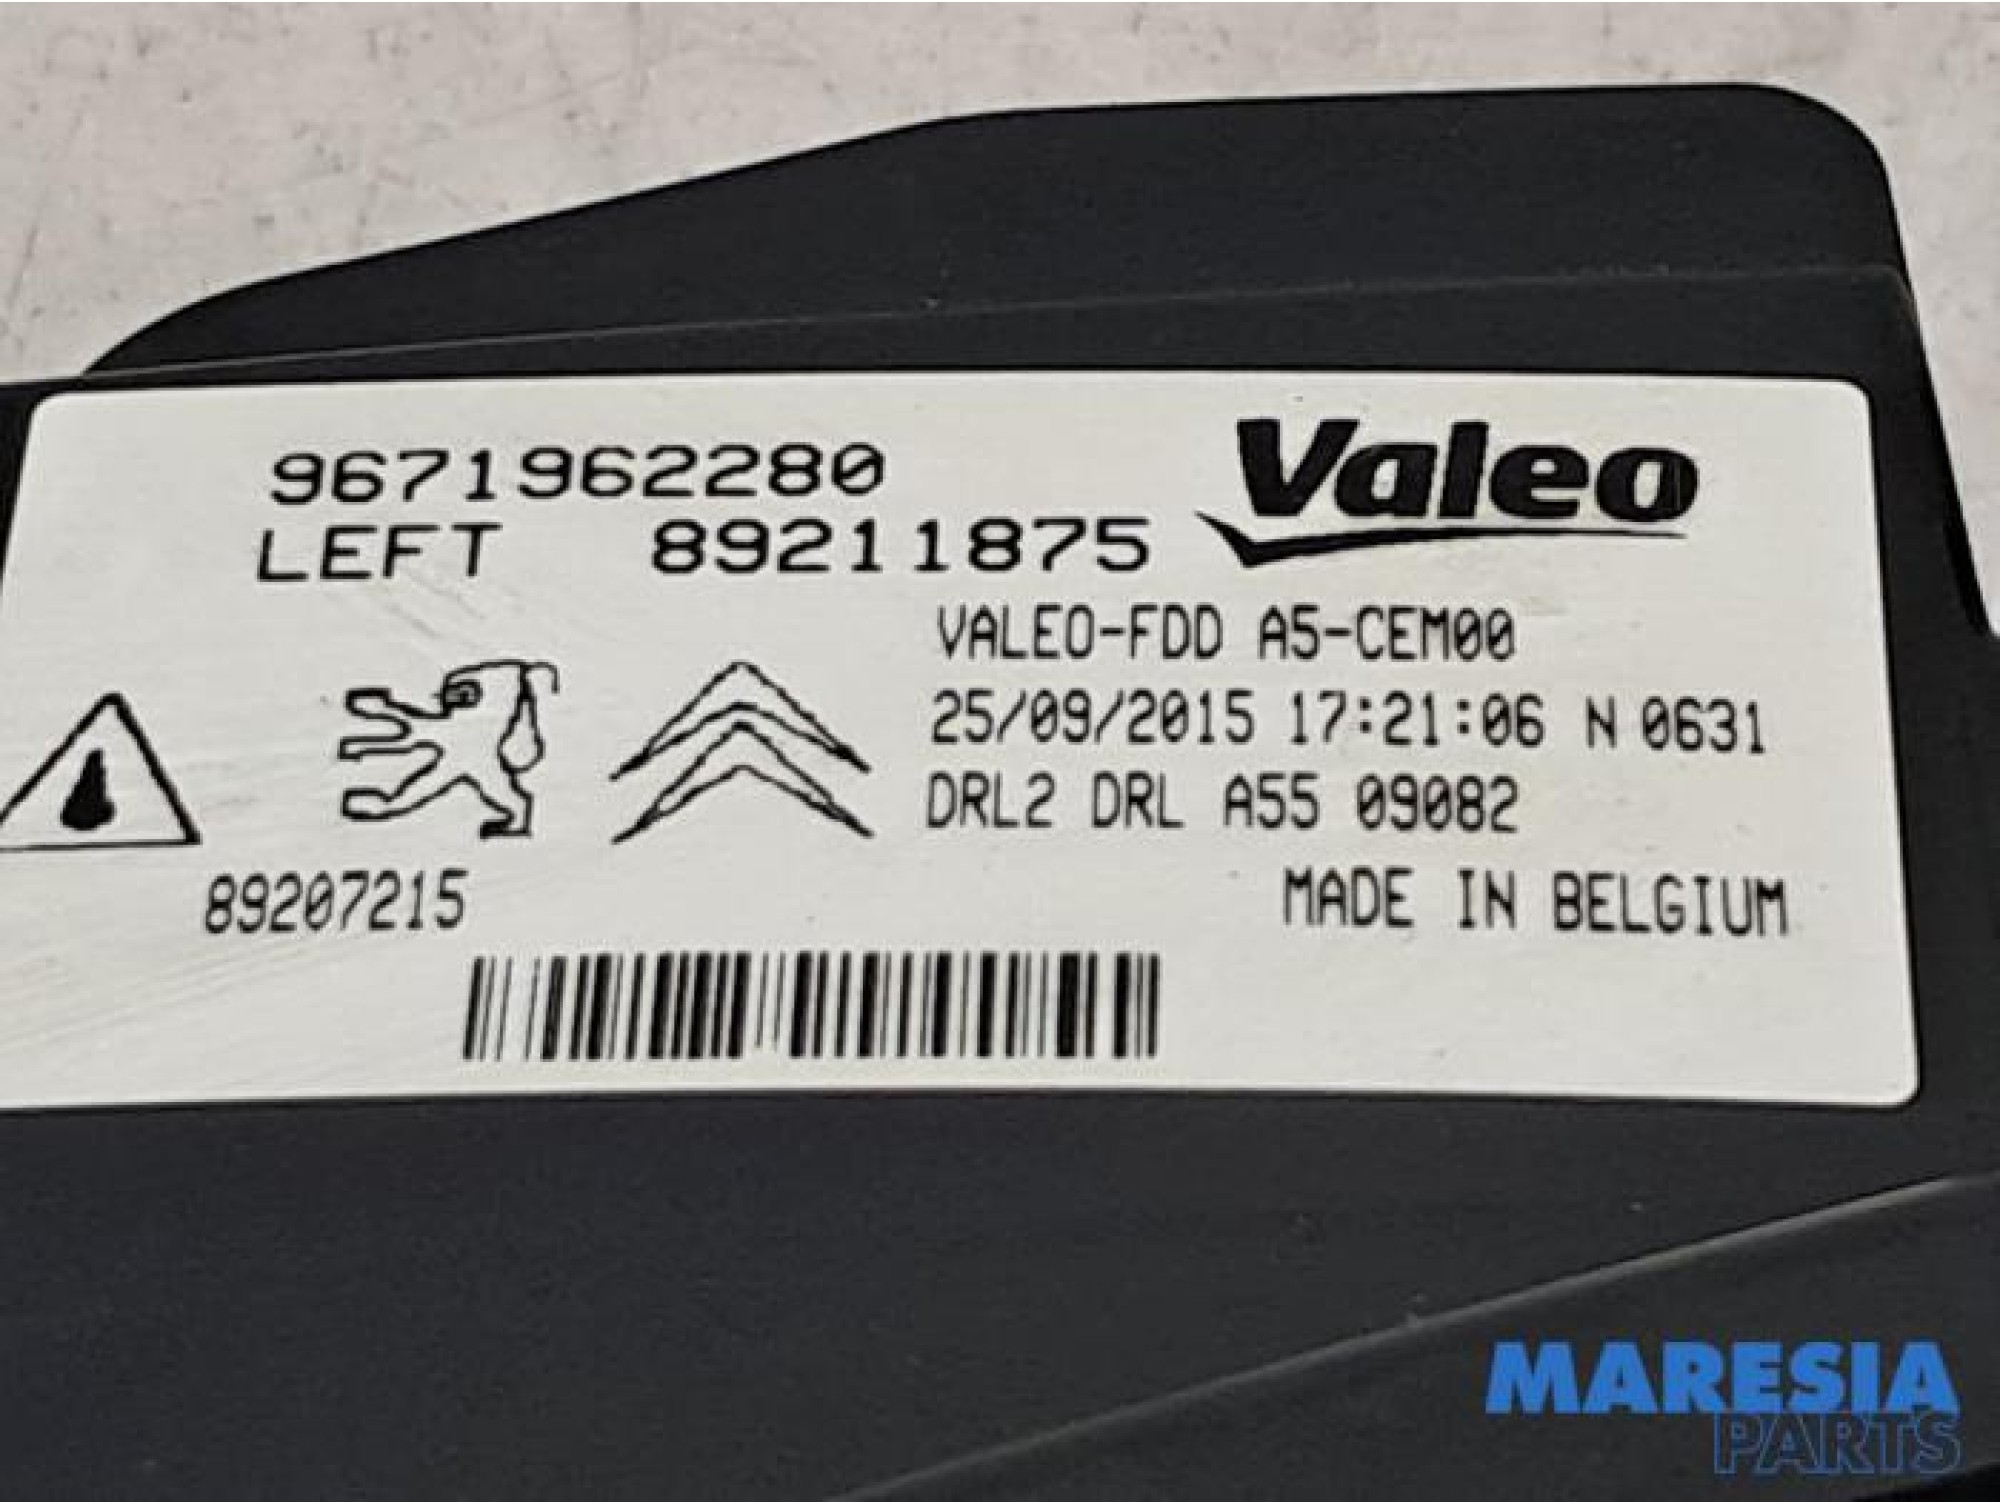 9671962280
LEFT 89211875
Valeo
VALEO-FDD A5-CEM00
25/09/2015 17:21:06 N 0631
DRL2 DRL A55 09082
89207215
MADE IN BELGIUM
MARESIA
PARTS